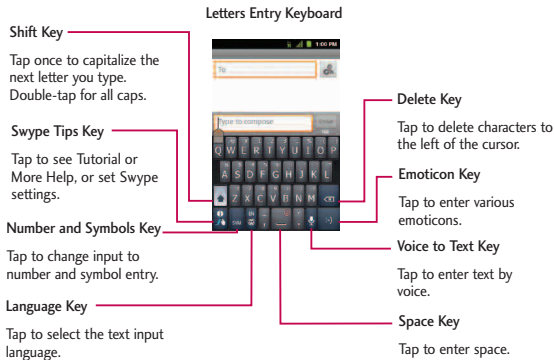 Letters Entry Keyboard
Shift Key
Tap once to capitalize the
next letter you type.
Double-tap for all caps.
Swype Tips Key
Tap to see Tutorial or
More Help, or set Swype
settings.
Number and Symbols Key
Tap to change input to
number and symbol entry.
Language Key
Tap to select the text input
language.
1:00 PM
To
Type to compose
Q W E R T Y U I O P
A S D F G H J K L
Z X C V B N M
SYM EN
Delete Key
Tap to delete characters to
the left of the cursor.
Emoticon Key
Tap to enter various
emoticons.
Voice to Text Key
Tap to enter text by
voice.
Space Key
Tap to enter space.